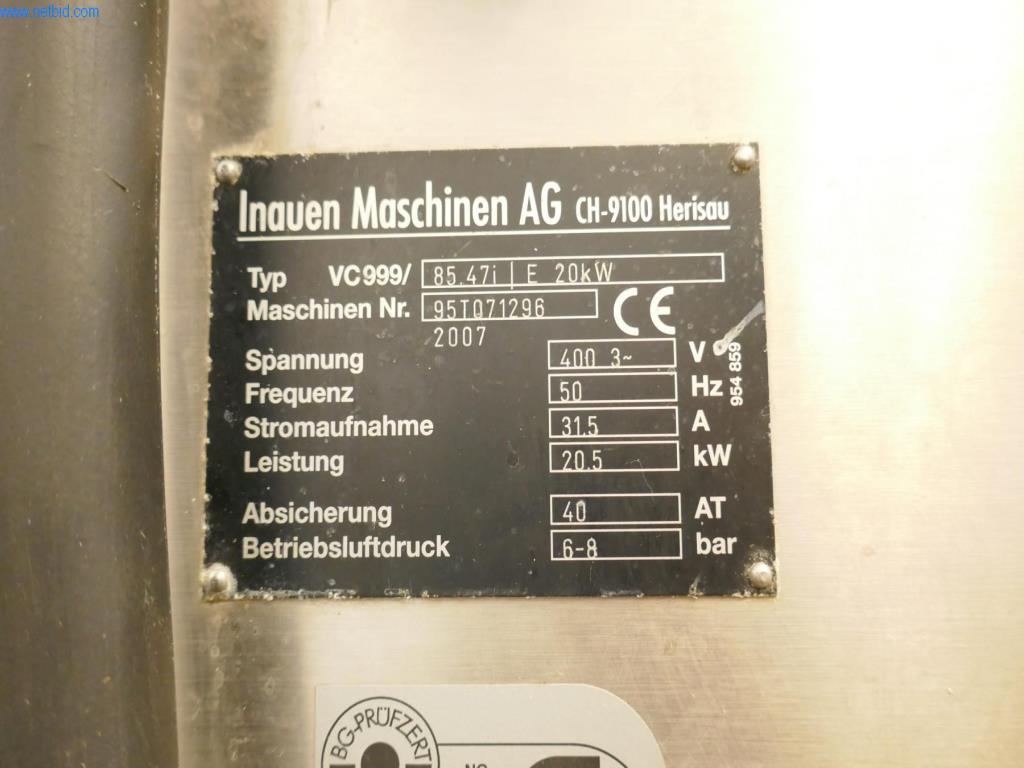 www.netbid.com
Inauen Maschinen AG CH-9100 Herisau
Typ VC999/ 85.47i | E 20kW
Maschinen Nr. 95TQ71296 CE
2007
Spannung 400 3~ V
Frequenz 50 Hz
954 859
Stromaufnahme 31.5 A
Leistung 20.5 kW
Absicherung 40 AT
Betriebsluftdruck 6-8 bar
BG-PRÜFZERT